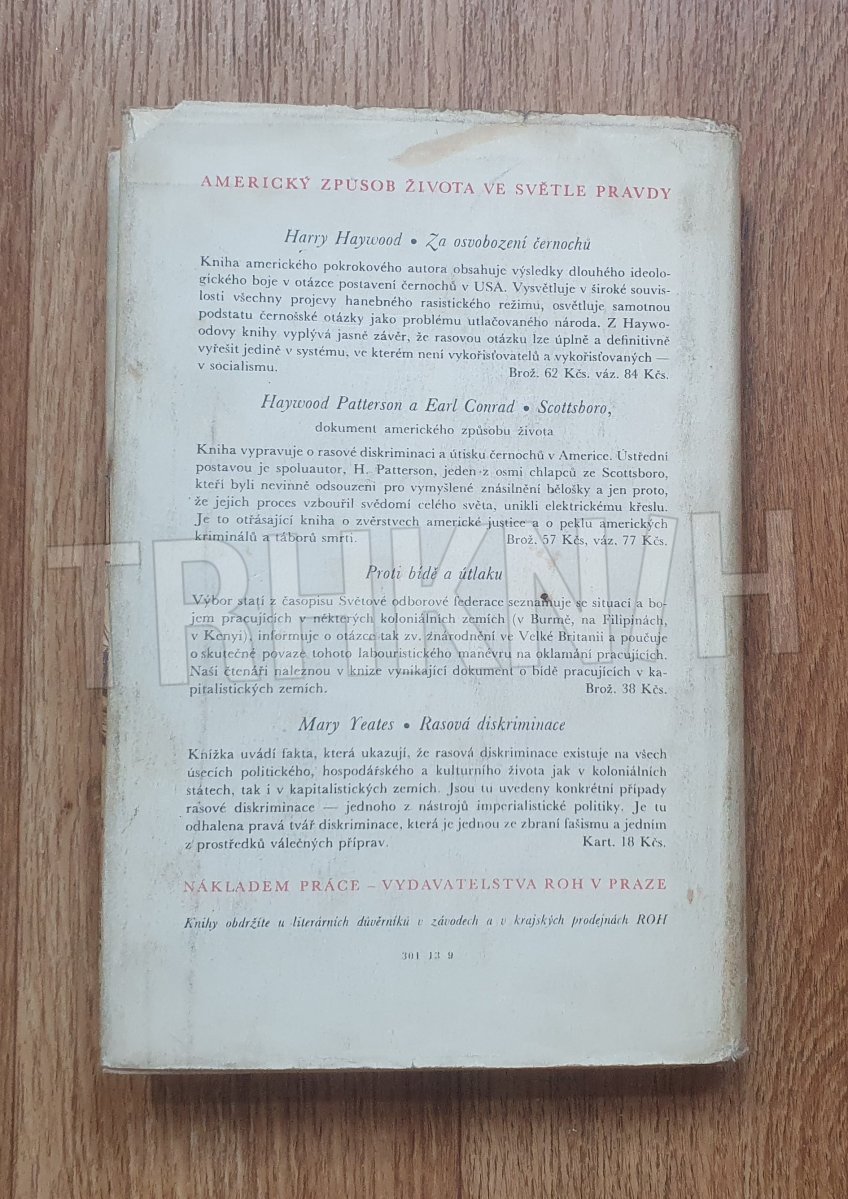 AMERICKÝ ZPŮSOB ŽIVOTA VE SVĚTLE PRAVDY
Harry Haywood • Za osvobození černochů
Kniha amerického pokrokového autora obsahuje výsledky dlouhého ideolo-
gického boje v otázce postavení černochů v USA. Vysvětluje v široké souvis-
losti všechny projevy hanebného rasistického režimu, osvětluje samotnou
podstatu černošské otázky jako problému utlačovaného národa. Z Haywo-
odovy knihy vyplývá jasně závěr, že rasovou otázku lze úplně a definitivně
vyřešit jedině v systému, ve kterém není vykořisťovatelů a vykořisťovaných —
v socialismu. Brož. 62 Kčs. váz. 84 Kčs.
Haywood Patterson a Earl Conrad • Scottsboro,
dokument amerického způsobu života
Kniha vypravuje o rasové diskriminaci a útisku černochů v Americe. Ústřední
postavou je spoluautor, H. Patterson, jeden z osmi chlapců ze Scottsboro,
kteří byli nevinně odsouzeni pro vymyšlené znásilnění bělošky a jen proto,
že jejich proces vzbouřil svědomí celého světa, unikli elektrickému křeslu.
Je to otřásající kniha o zvěrstvech americké justice a o peklu amerických
kriminálů a táborů smrti. Brož. 57 Kčs, váz. 77 Kčs.
Proti bídě a útlaku
Výbor statí z časopisu Světové odborové federace seznamuje se situací a bo-
jem pracujících v některých koloniálních zemích (v Burmě, na Filipinách,
v Kenyi), informuje o otázce tak zv. znárodnění ve Velké Britanii a poučuje
o skutečné povaze tohoto labouristického manévru na oklamání pracujících.
Naši čtenáři naleznou v knize vynikající dokument o bídě pracujících v ka-
pitalistických zemích. Brož. 38 Kčs.
Mary Yeates • Rasová diskriminace
Knížka uvádí fakta, která ukazují, že rasová diskriminace existuje na všech
úsecích politického, hospodářského a kulturního života jak v koloniálních
státech, tak i v kapitalistických zemích. Jsou tu uvedeny konkrétní případy
rasové diskriminace — jednoho z nástrojů imperialistické politiky. Je tu
odhalena pravá tvář diskriminace, která je jednou ze zbraní fašismu a jedním
z prostředků válečných příprav. Kart. 18 Kčs.
NÁKLADEM PRÁCE – VYDAVATELSTVA ROH V PRAZE
Knihy obdržíte u literárních důvěrníků v závodech a v krajských prodejnách ROH
301 13 9
TRHKNIH